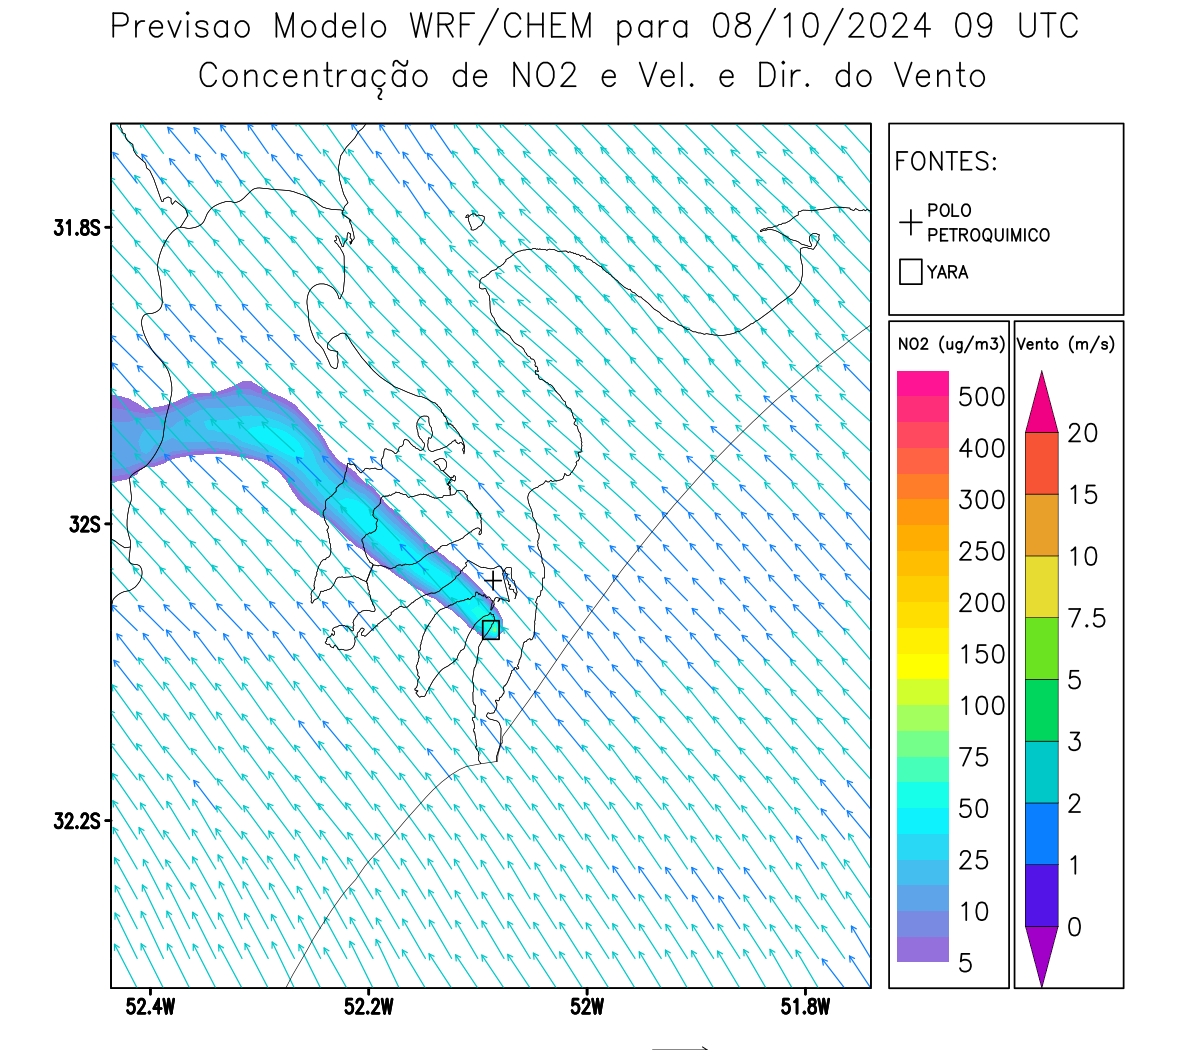 Previsao Modelo WRF/CHEM para 08/10/2024 09 UTC
Concentração de NO2 e Vel. e Dir. do Vento
31.8S
32S
32.2S
52.4W
52.2W
52W
51.8W
FONTES:
POLO
PETROQUIMICO
YARA
NO2 (ug/m3)
500
400
300
250
200
150
100
75
50
25
10
5
Vento (m/s)
20
15
10
7.5
5
3
2
1
0